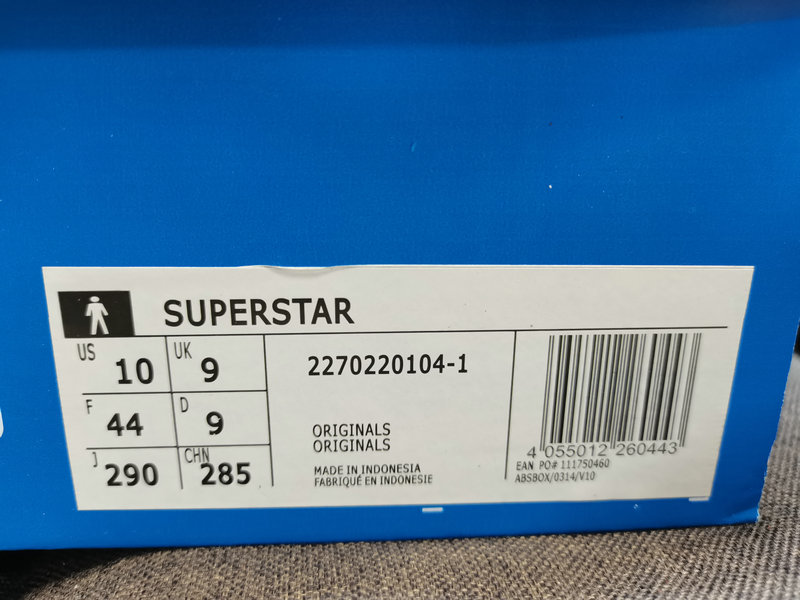 SUPERSTAR
US 10 UK 9
F 44 D 9
J 290 CHN 285
2270220104-1
ORIGINALS
ORIGINALS
MADE IN INDONESIA
FABRIQUÉ EN INDONESIE
4 055012 260443
EAN PO# 111750460
ABSBOX/0314/V10